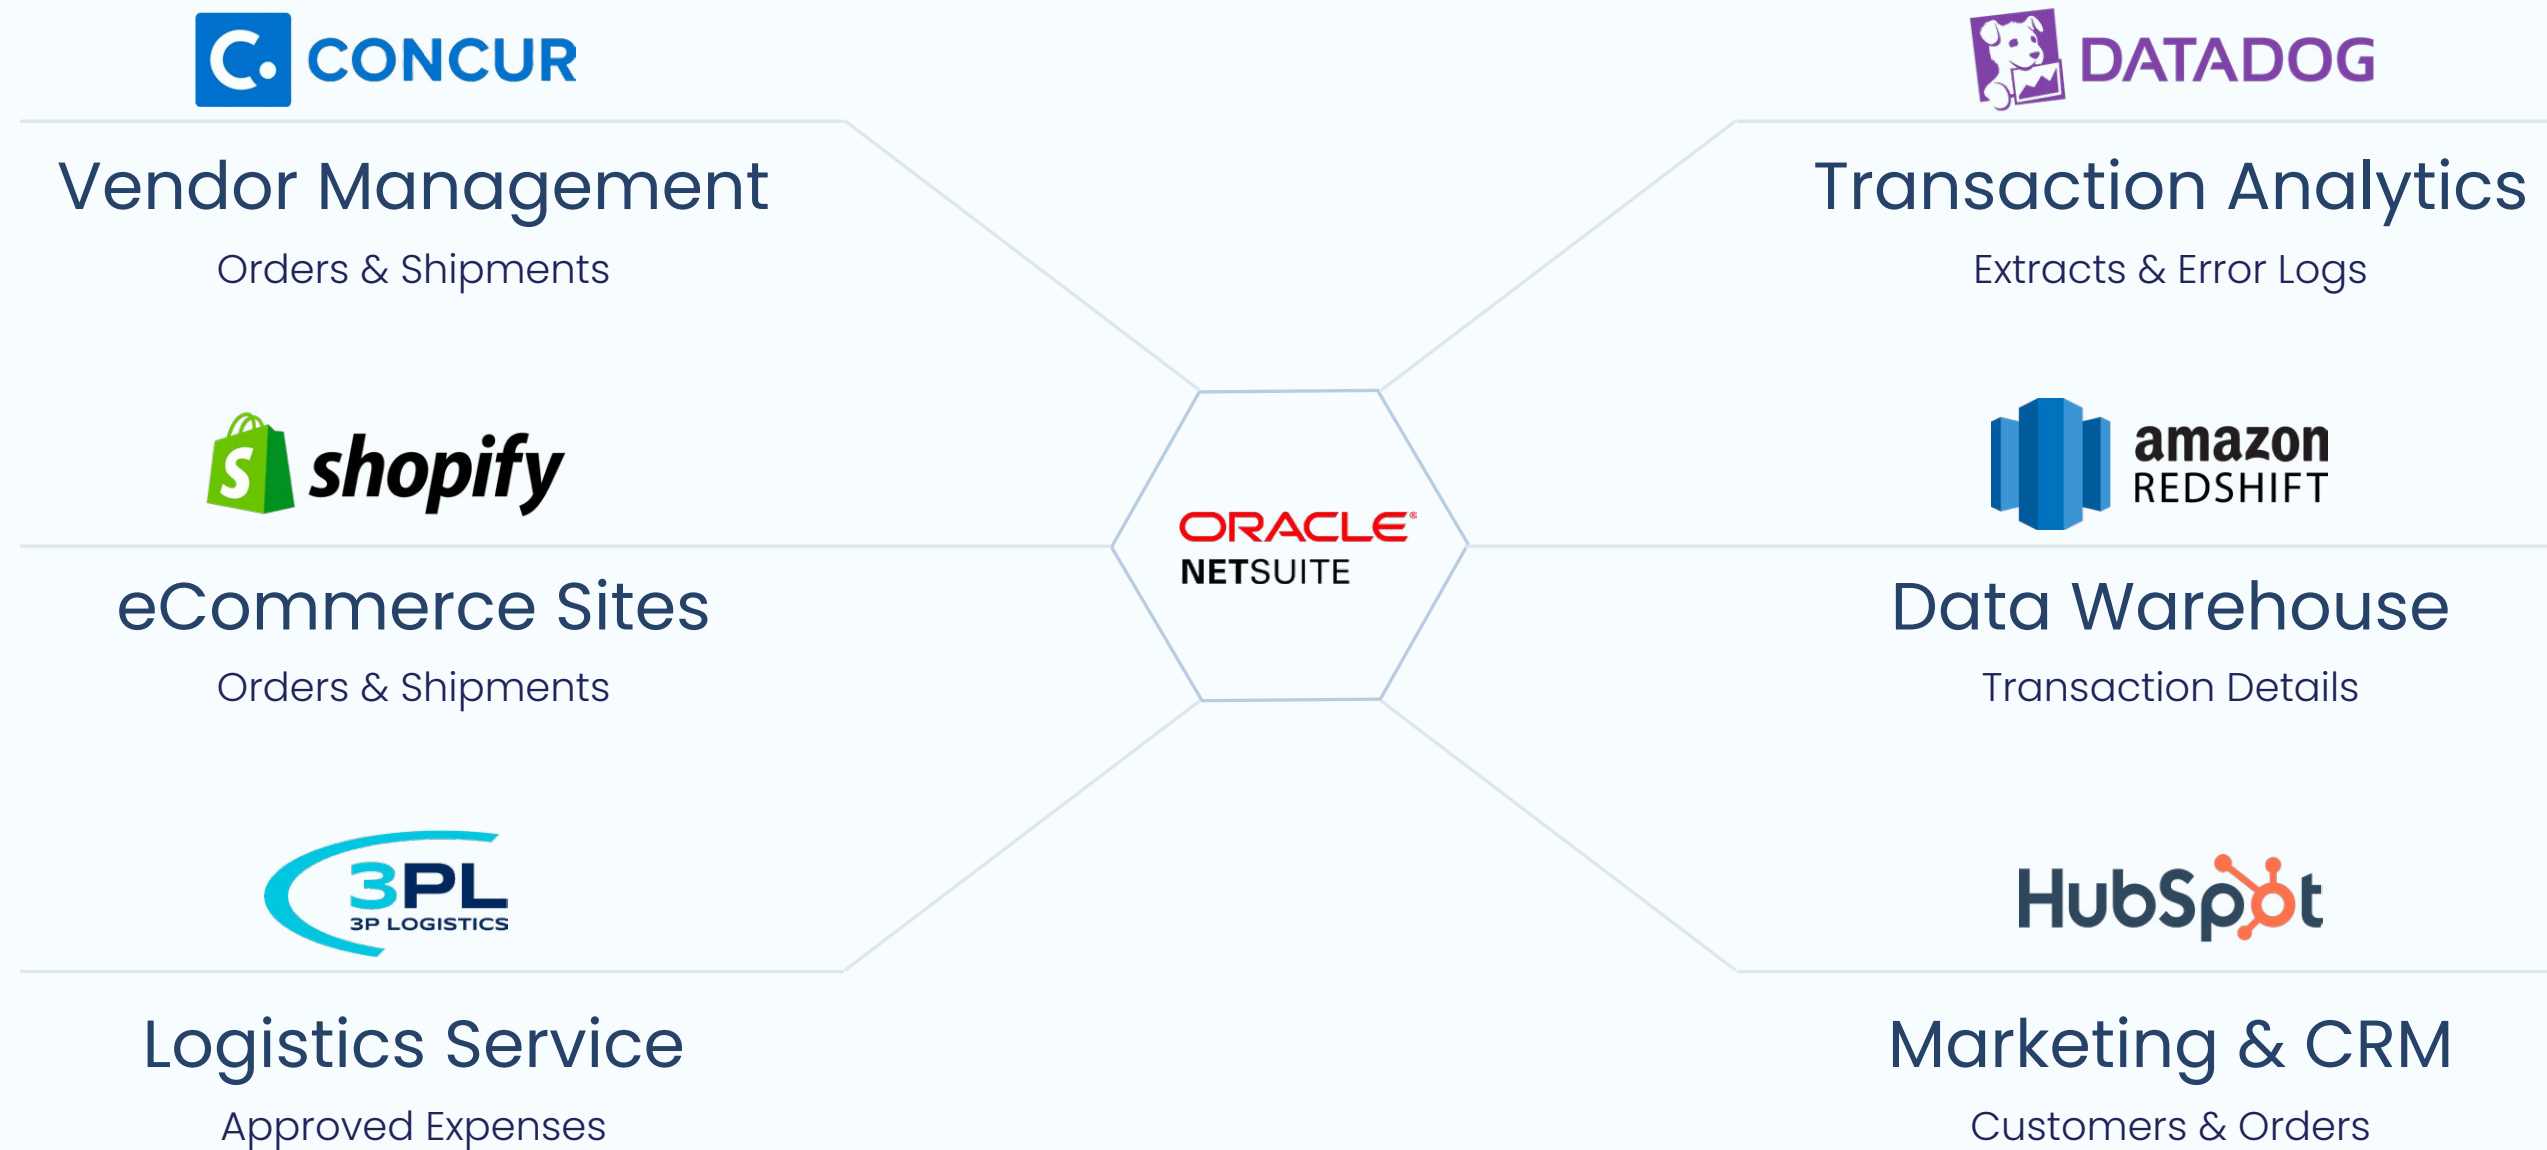 C. CONCUR
Vendor Management
Orders & Shipments
S shopify
eCommerce Sites
Orders & Shipments
3PL
3P LOGISTICS
Logistics Service
Approved Expenses
ORACLE®
NETSUITE
DATADOG
Transaction Analytics
Extracts & Error Logs
amazon
REDSHIFT
Data Warehouse
Transaction Details
HubSpot
Marketing & CRM
Customers & Orders